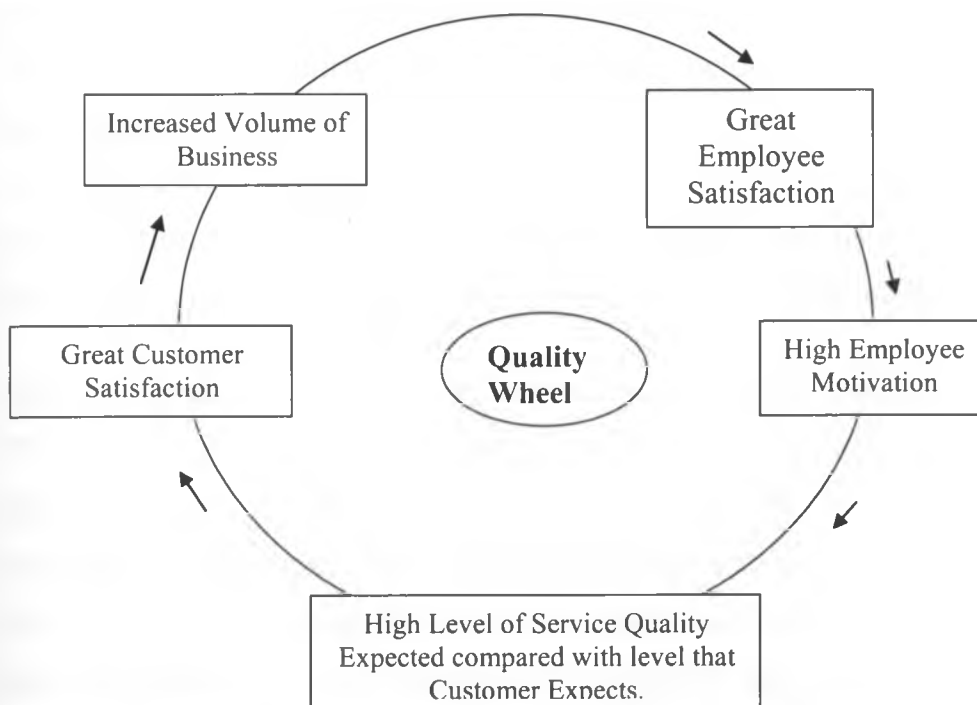 Increased Volume of
Business
Great
Employee
Satisfaction
Great Customer
Satisfaction
Quality
Wheel
High Employee
Motivation
High Level of Service Quality
Expected compared with level that
Customer Expects.